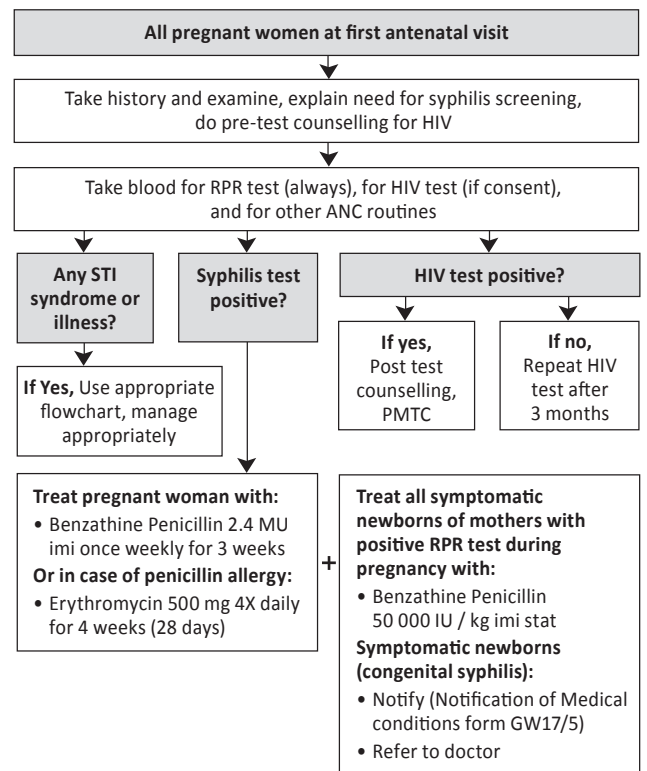 All pregnant women at first antenatal visit
Take history and examine, explain need for syphilis screening,
do pre-test counselling for HIV
Take blood for RPR test (always), for HIV test (if consent),
and for other ANC routines
Any STI
syndrome or
illness?
Syphilis test
positive?
HIV test positive?
If Yes, Use appropriate
flowchart, manage
appropriately
If yes,
Post test
counselling,
PMTC
If no,
Repeat HIV
test after
3 months
Treat pregnant woman with:
• Benzathine Penicillin 2.4 MU
imi once weekly for 3 weeks
Or in case of penicillin allergy:
• Erythromycin 500 mg 4X daily
for 4 weeks (28 days)
+
Treat all symptomatic
newborns of mothers with
positive RPR test during
pregnancy with:
• Benzathine Penicillin
50 000 IU / kg imi stat
Symptomatic newborns
(congenital syphilis):
• Notify (Notification of Medical
conditions form GW17/5)
• Refer to doctor